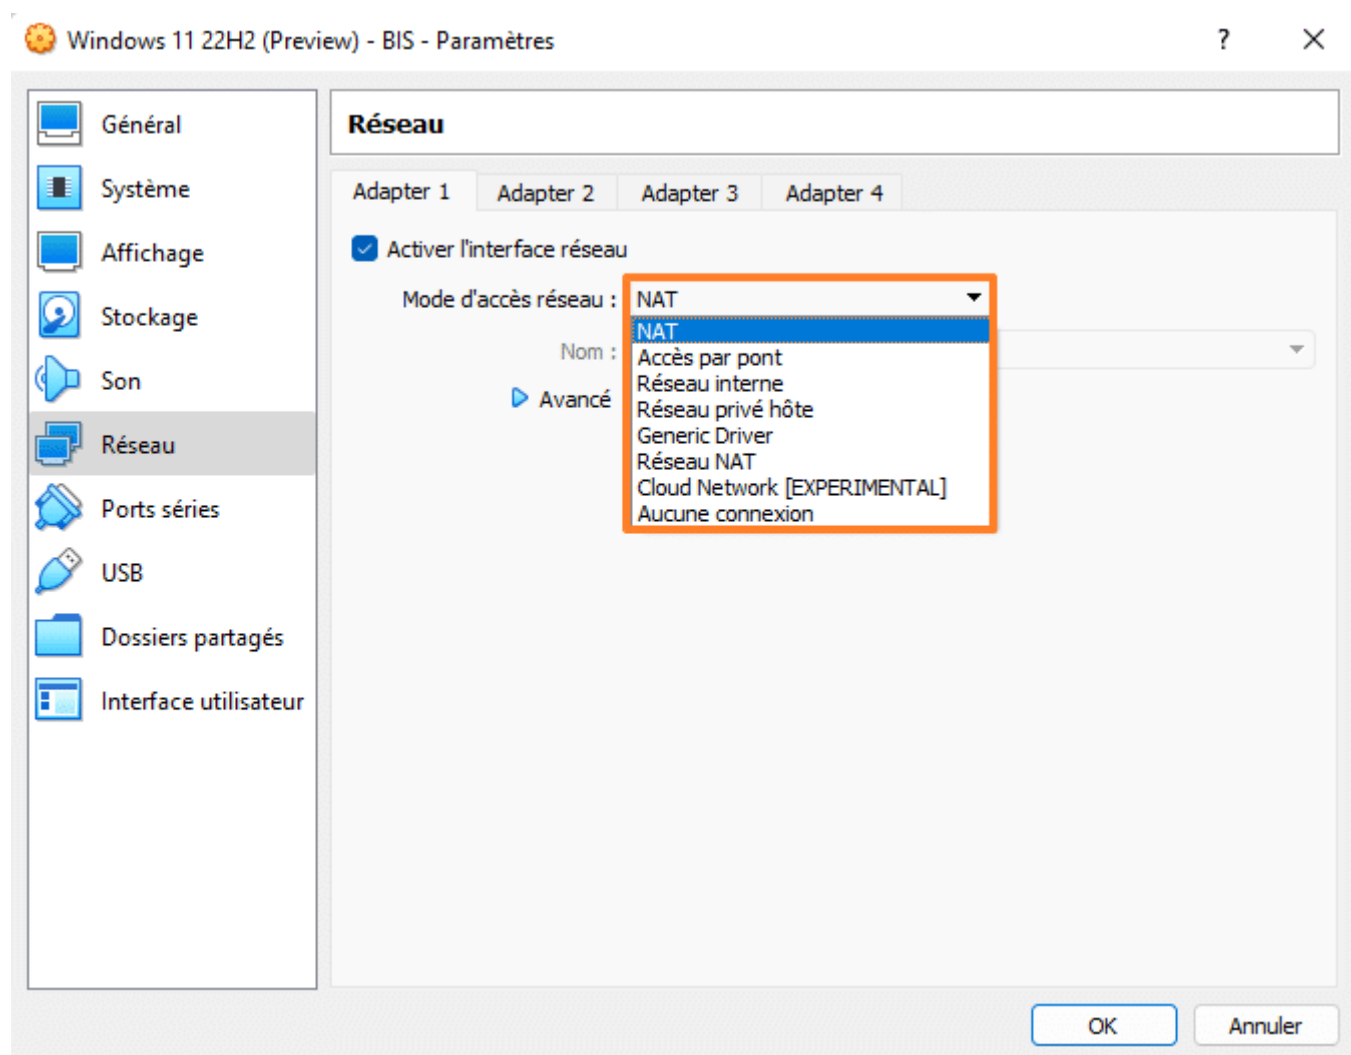 Windows 11 22H2 (Preview) - BIS - Paramètres ?
Général
Système
Affichage
Stockage
Son
Réseau
Ports séries
USB
Dossiers partagés
Interface utilisateur
Réseau
Adapter 1 Adapter 2 Adapter 3 Adapter 4
Activer l'interface réseau
Mode d'accès réseau : NAT
NAT
Accès par pont
Réseau interne
Réseau privé hôte
Generic Driver
Réseau NAT
Cloud Network [EXPERIMENTAL]
Aucune connexion
Nom :
Avancé
OK Annuler